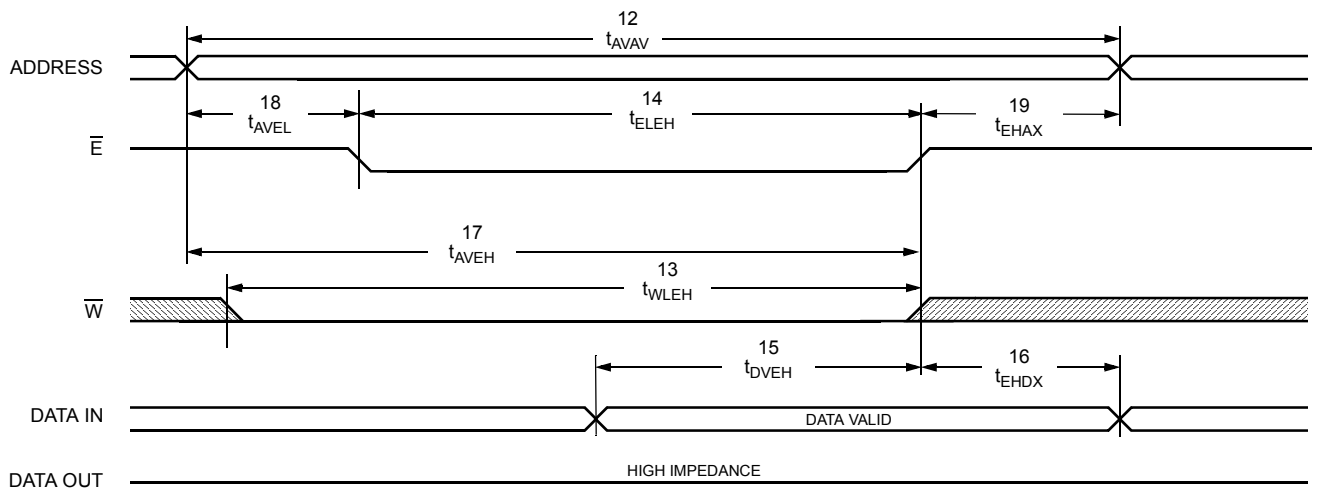 12
tAVAV
ADDRESS
18
tAVEL
14
tELEH
19
tEHAX
E
17
tAVEH
13
tWLEH
W
15
tDVEH
16
tEHDX
DATA IN
DATA VALID
DATA OUT
HIGH IMPEDANCE